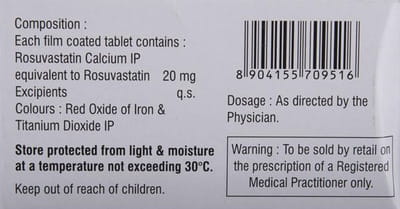 Composition :
Each film coated tablet contains :
Rosuvastatin Calcium IP
equivalent to Rosuvastatin 20 mg
Excipients q.s.
Colours : Red Oxide of Iron &
Titanium Dioxide IP
Store protected from light & moisture
at a temperature not exceeding 30°C.
Keep out of reach of children.
8 904155 709516
Dosage : As directed by the
Physician.
Warning : To be sold by retail on
the prescription of a Registered
Medical Practitioner only.